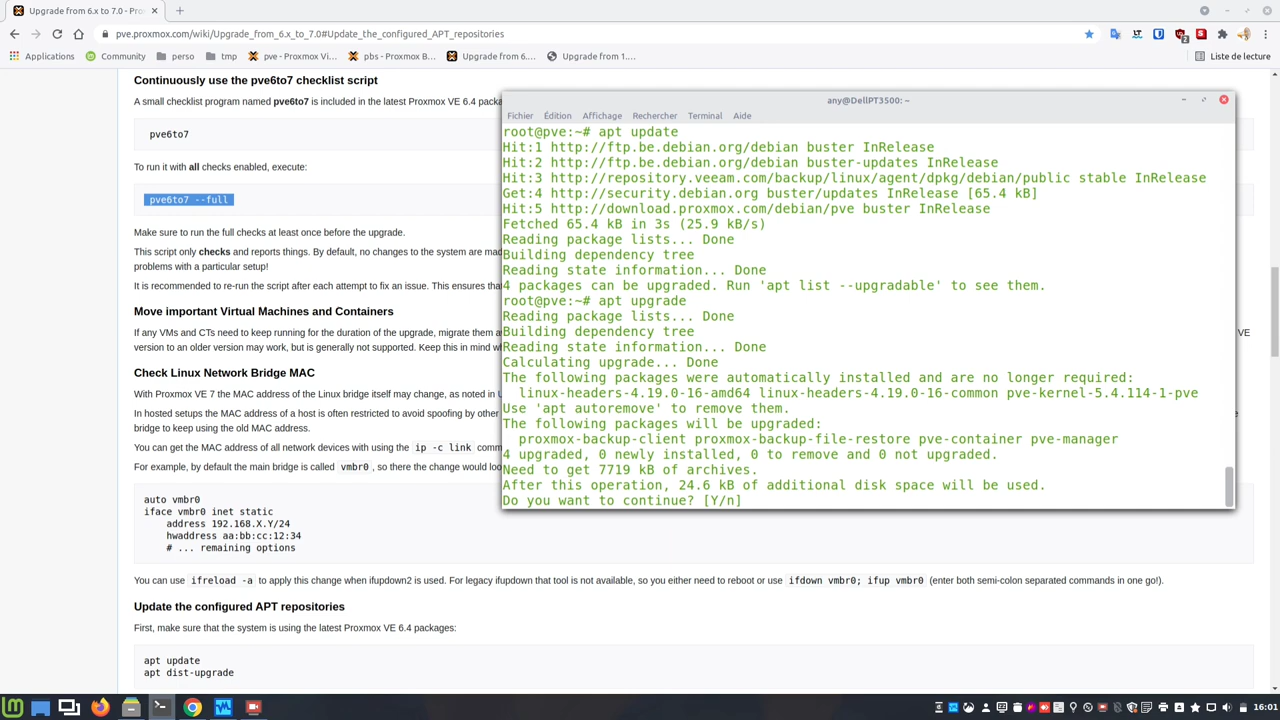 Upgrade from 6.x to 7.0 - Pro
pve.proxmox.com/wiki/Upgrade_from_6.x_to_7.0#Update_the_configured_APT_repositories
Applications
Community
perso
tmp
pve - Proxmox Vi...
pbs - Proxmox B...
Upgrade from 6....
Upgrade from 1....
Liste de lecture
Continuously use the pve6to7 checklist script
A small checklist program named pve6to7 is included in the latest Proxmox VE 6.4 packa
pve6to7
To run it with all checks enabled, execute:
pve6to7 --full
Make sure to run the full checks at least once before the upgrade.
This script only checks and reports things. By default, no changes to the system are mad
problems with a particular setup!
It is recommended to re-run the script after each attempt to fix an issue. This ensures that
Move important Virtual Machines and Containers
If any VMs and CTs need to keep running for the duration of the upgrade, migrate them a
VE
version to an older version may work, but is generally not supported. Keep this in mind w
Check Linux Network Bridge MAC
With Proxmox VE 7 the MAC address of the Linux bridge itself may change, as noted in U
In hosted setups the MAC address of a host is often restricted to avoid spoofing by other
e
bridge to keep using the old MAC address.
You can get the MAC address of all network devices with using the ip -c link comm
For example, by default the main bridge is called vmbr0 , so there the change would loo
auto vmbr0
iface vmbr0 inet static
address 192.168.X.Y/24
hwaddress aa:bb:cc:12:34
# ... remaining options
You can use ifreload -a to apply this change when ifupdown2 is used. For legacy ifupdown that tool is not available, so you either need to reboot or use ifdown vmbr0; ifup vmbr0 (enter both semi-colon separated commands in one go!).
Update the configured APT repositories
First, make sure that the system is using the latest Proxmox VE 6.4 packages:
apt update
apt dist-upgrade
any@DellPT3500: ~
Fichier Édition Affichage Rechercher Terminal Aide
root@pve:~# apt update
Hit:1 http://ftp.be.debian.org/debian buster InRelease
Hit:2 http://ftp.be.debian.org/debian buster-updates InRelease
Hit:3 http://repository.veeam.com/backup/linux/agent/dpkg/debian/public stable InRelease
Get:4 http://security.debian.org buster/updates InRelease [65.4 kB]
Hit:5 http://download.proxmox.com/debian/pve buster InRelease
Fetched 65.4 kB in 3s (25.9 kB/s)
Reading package lists... Done
Building dependency tree
Reading state information... Done
4 packages can be upgraded. Run 'apt list --upgradable' to see them.
root@pve:~# apt upgrade
Reading package lists... Done
Building dependency tree
Reading state information... Done
Calculating upgrade... Done
The following packages were automatically installed and are no longer required:
linux-headers-4.19.0-16-amd64 linux-headers-4.19.0-16-common pve-kernel-5.4.114-1-pve
Use 'apt autoremove' to remove them.
The following packages will be upgraded:
proxmox-backup-client proxmox-backup-file-restore pve-container pve-manager
4 upgraded, 0 newly installed, 0 to remove and 0 not upgraded.
Need to get 7719 kB of archives.
After this operation, 24.6 kB of additional disk space will be used.
Do you want to continue? [Y/n]
16:01